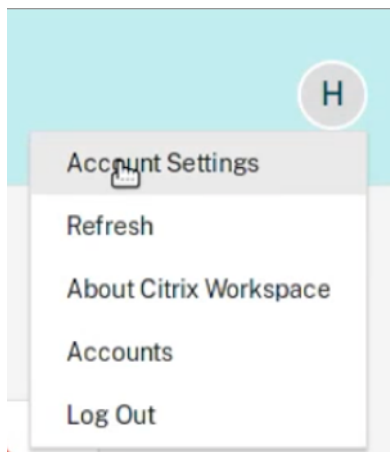 H
Account Settings
Refresh
About Citrix Workspace
Accounts
Log Out